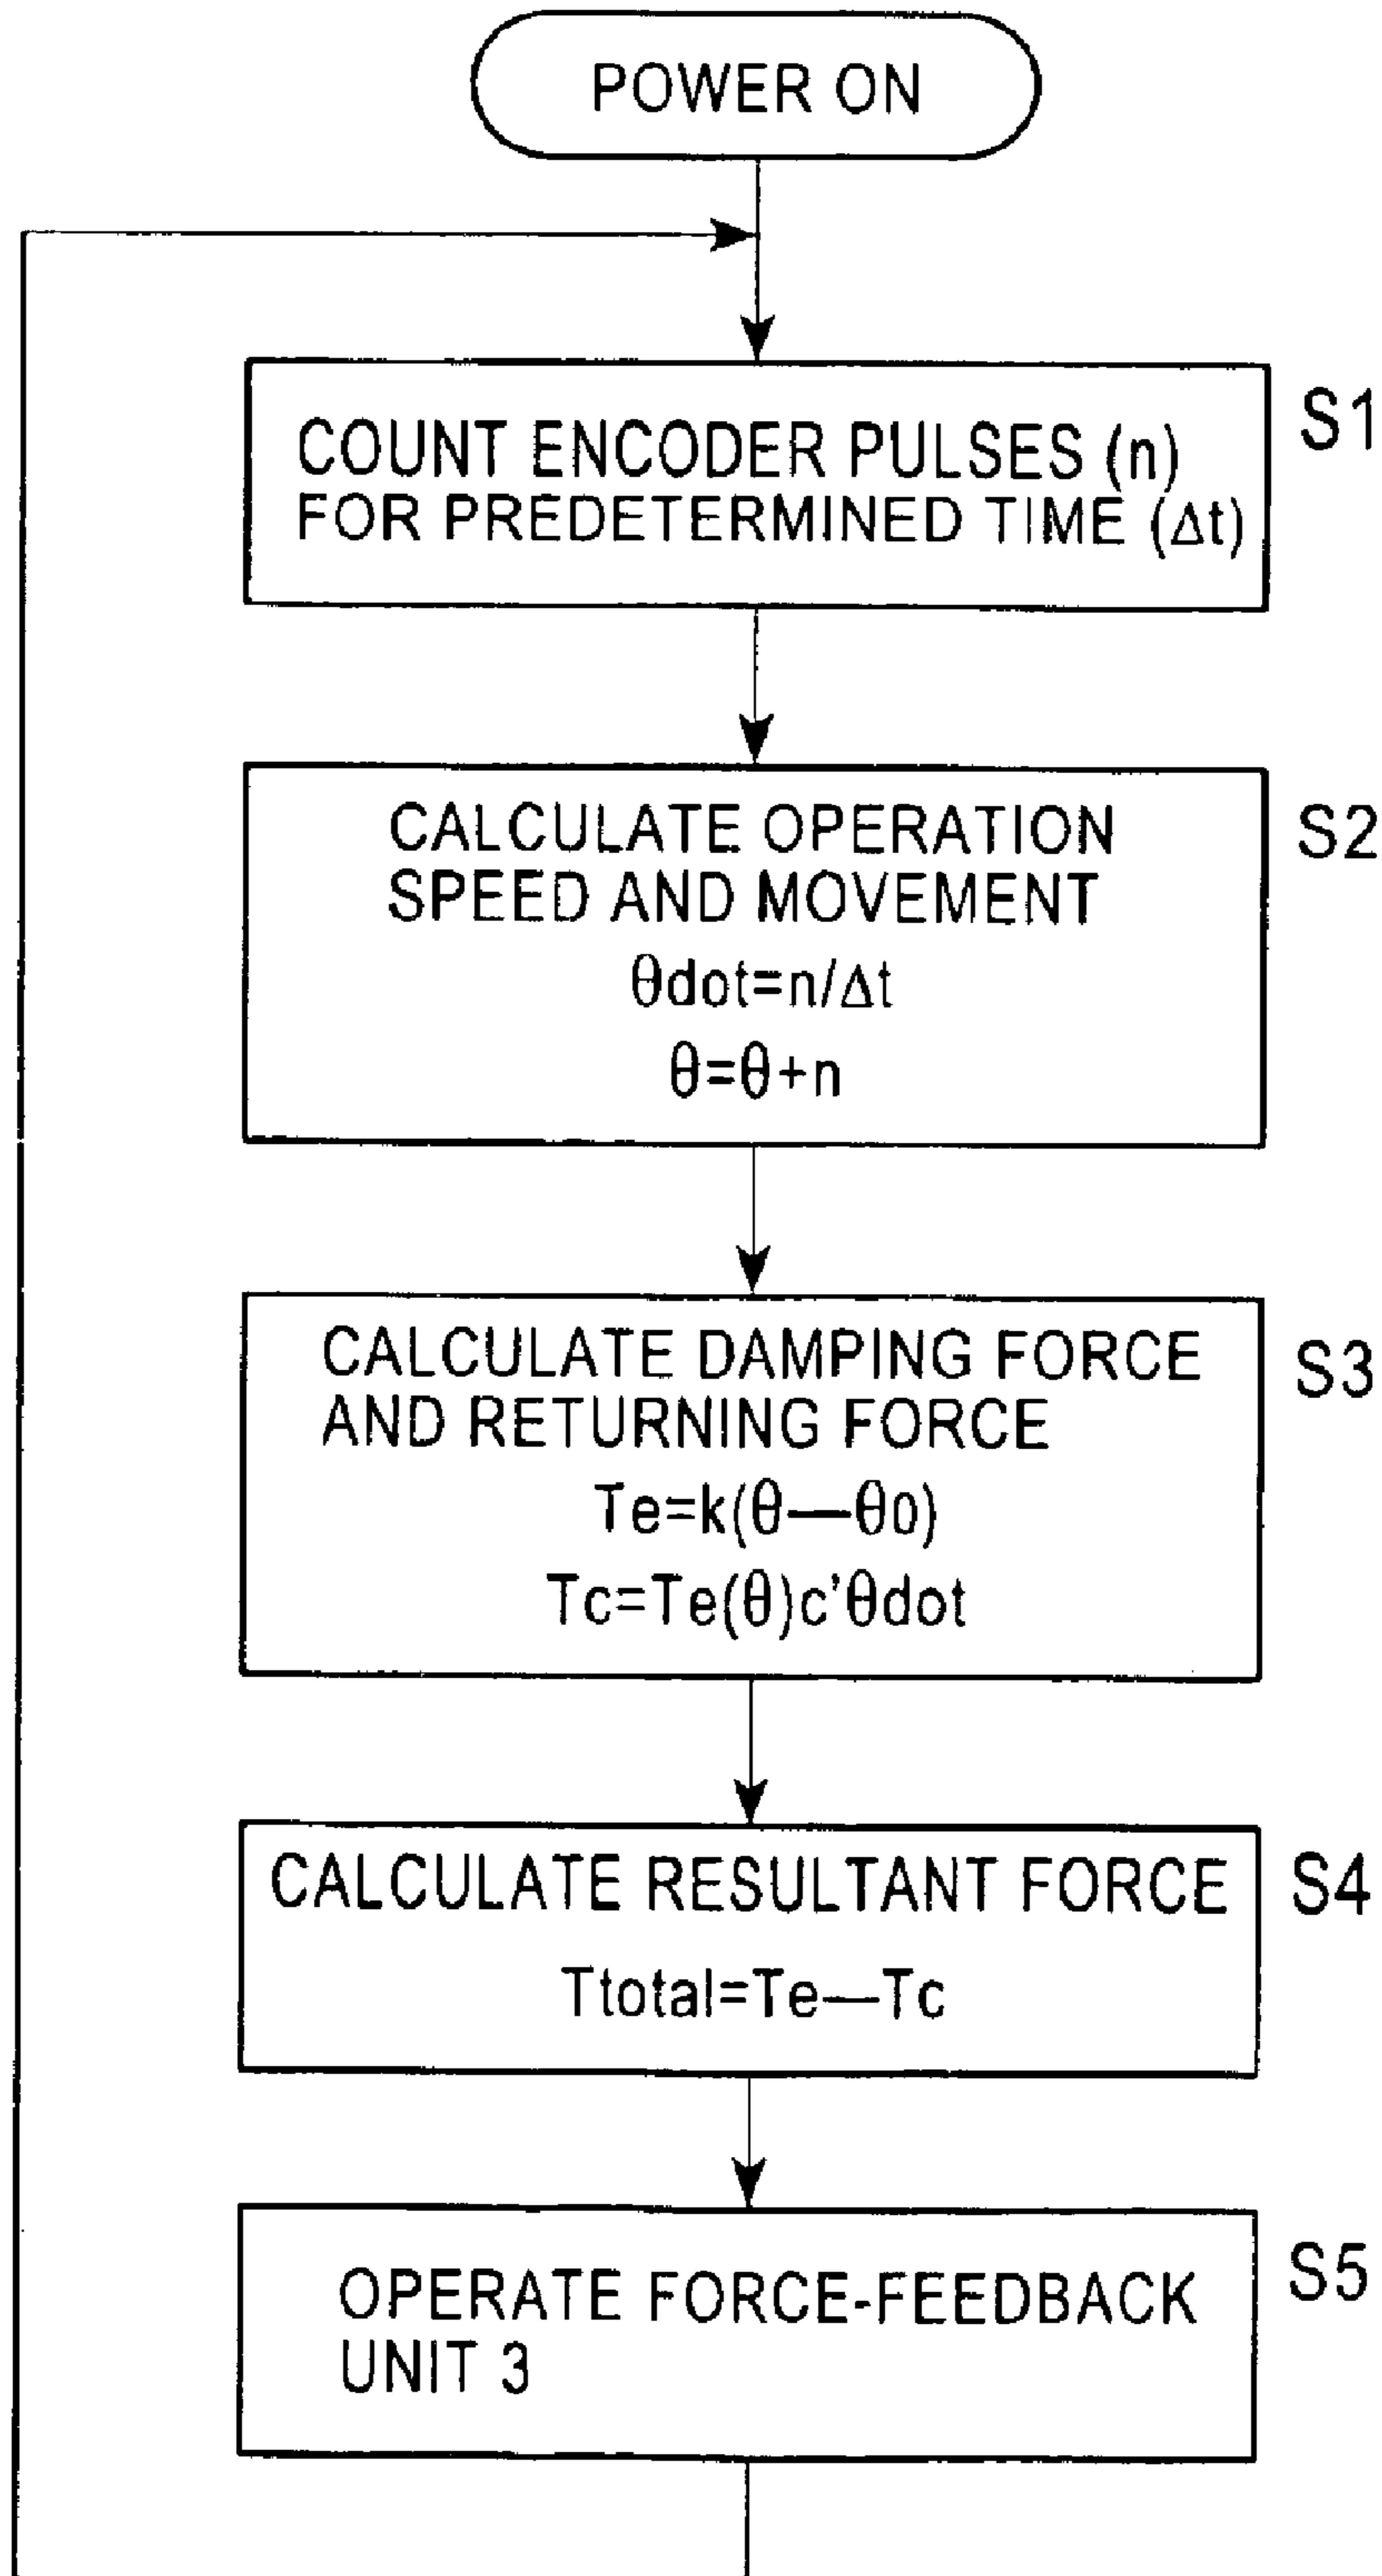 POWER ON
COUNT ENCODER PULSES (n)
FOR PREDETERMINED TIME (Δt)
S1
CALCULATE OPERATION
SPEED AND MOVEMENT
θdot=n/Δt
θ=θ+n
S2
CALCULATE DAMPING FORCE
AND RETURNING FORCE
Te=k(θ—θ0)
Tc=Te(θ)c'θdot
S3
CALCULATE RESULTANT FORCE
Ttotal=Te—Tc
S4
OPERATE FORCE-FEEDBACK
UNIT 3
S5